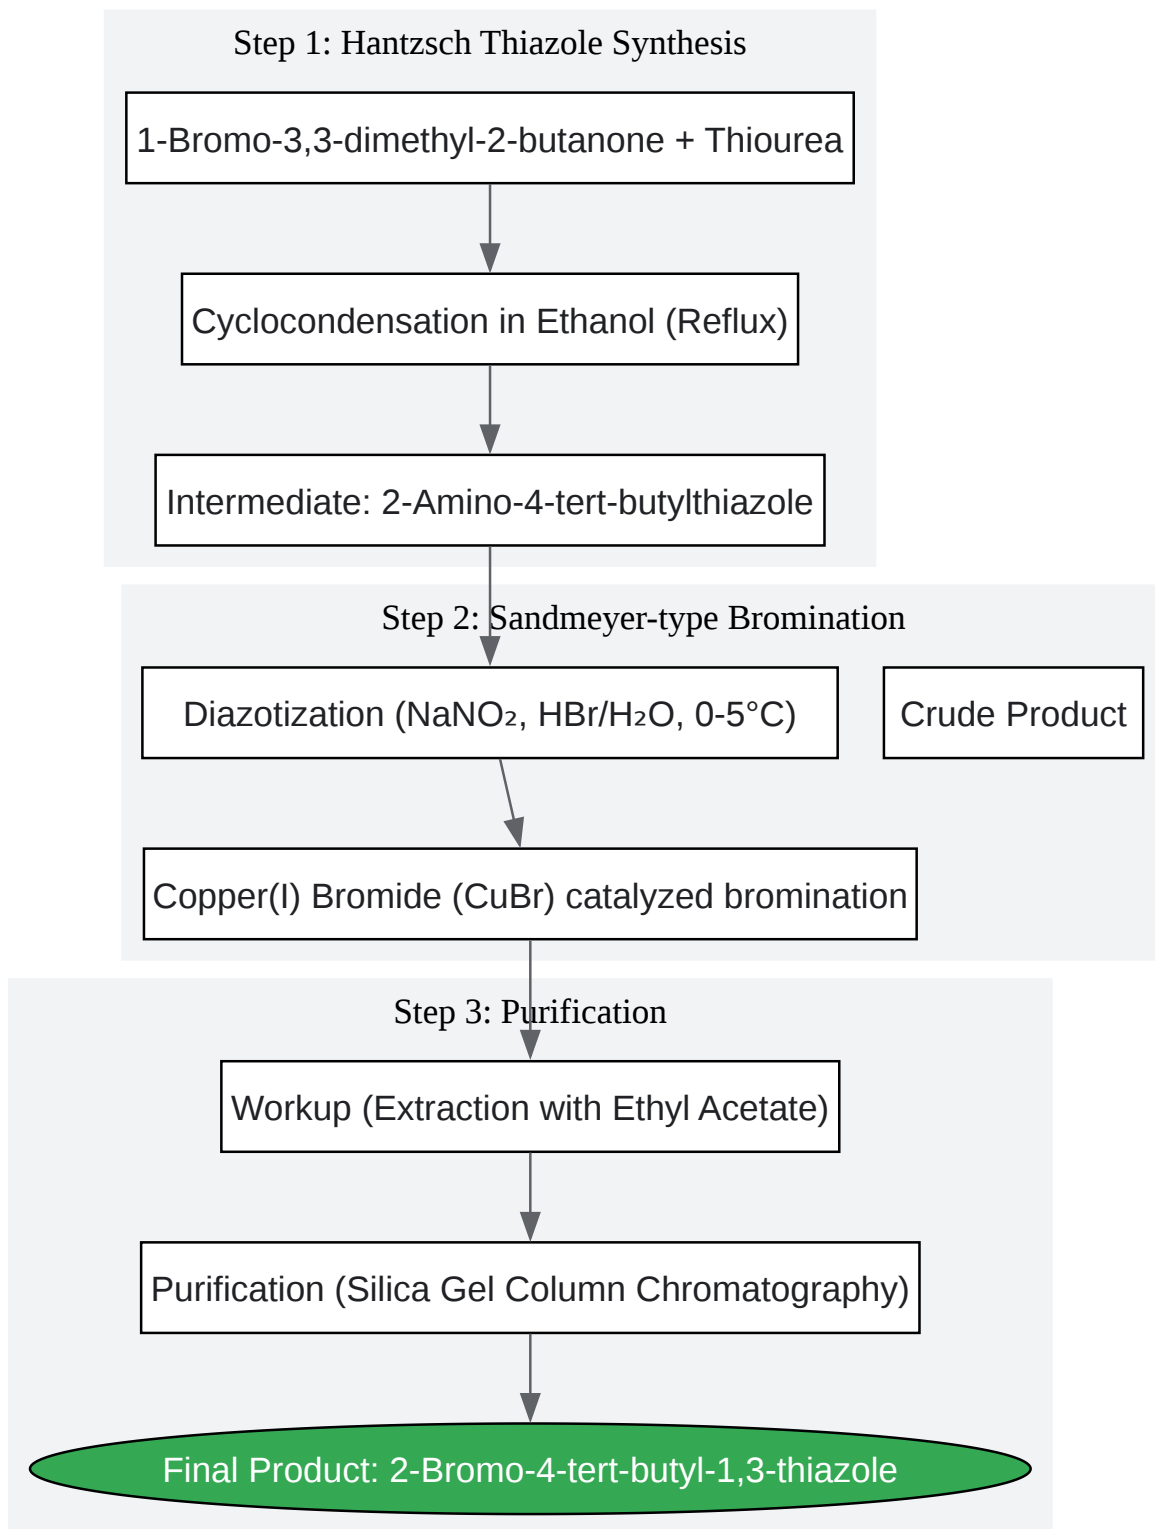 Step 1: Hantzsch Thiazole Synthesis
1-Bromo-3,3-dimethyl-2-butanone + Thiourea
Cyclocondensation in Ethanol (Reflux)
Intermediate: 2-Amino-4-tert-butylthiazole
Step 2: Sandmeyer-type Bromination
Diazotization (NaNO₂, HBr/H₂O, 0-5°C)
Crude Product
Copper(I) Bromide (CuBr) catalyzed bromination
Step 3: Purification
Workup (Extraction with Ethyl Acetate)
Purification (Silica Gel Column Chromatography)
Final Product: 2-Bromo-4-tert-butyl-1,3-thiazole